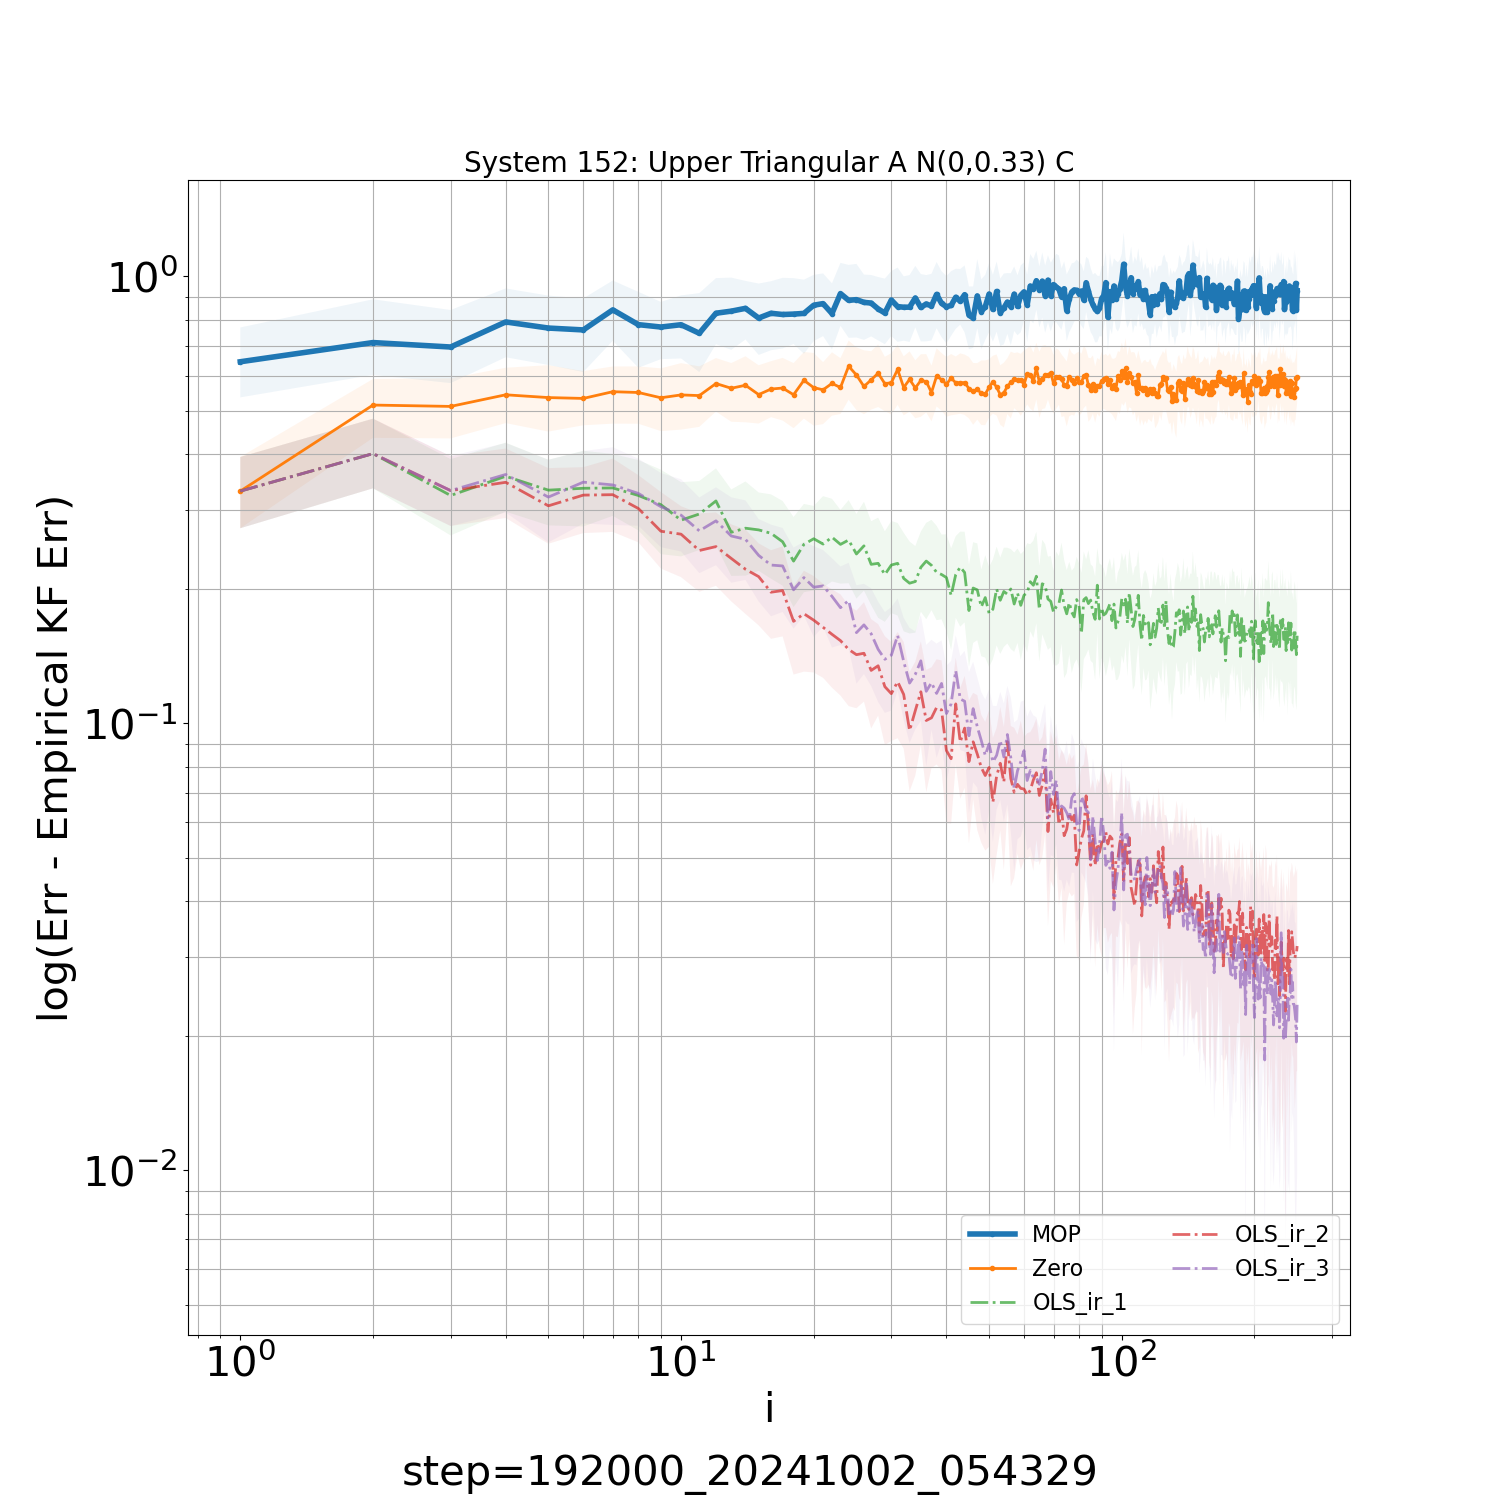 System 152: Upper Triangular A N(0,0.33) C
log(Err - Empirical KF Err)
10⁰
10⁻¹
10⁻²
MOP
Zero
OLS_ir_1
OLS_ir_2
OLS_ir_3
10⁰ 10¹ 10²
i
step=192000_20241002_054329